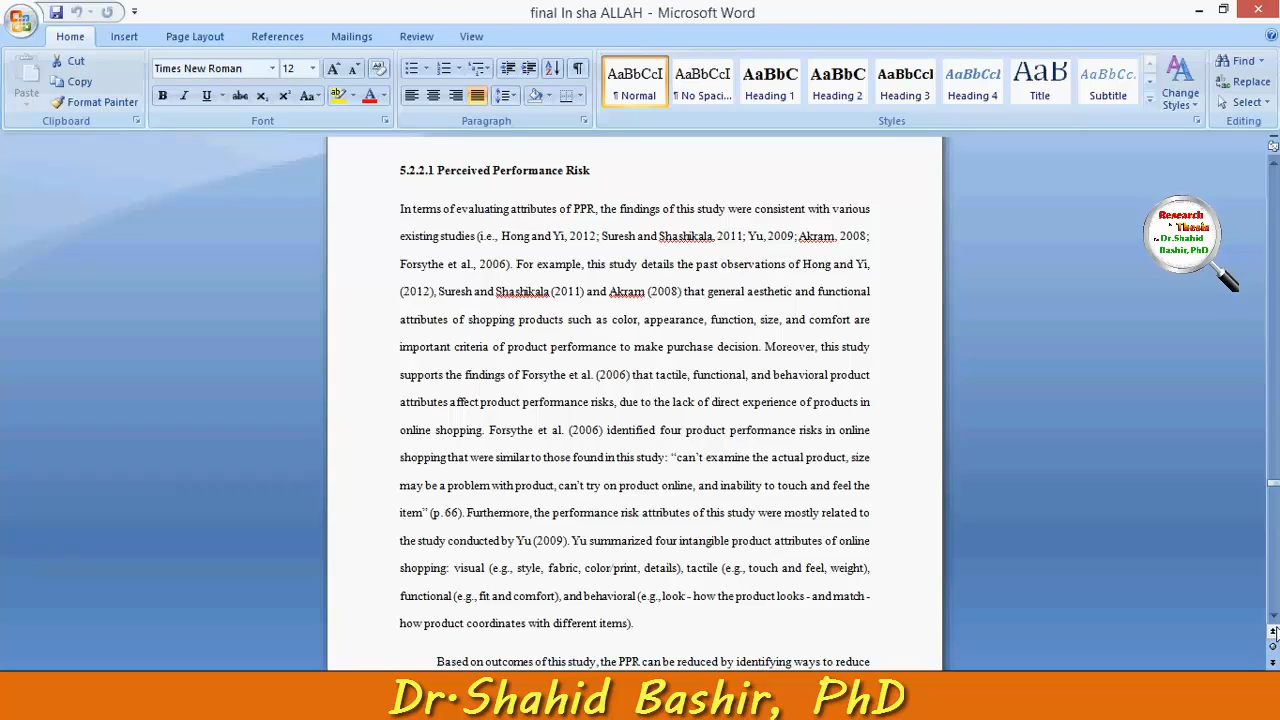 final In sha ALLAH - Microsoft Word
Home Insert Page Layout References Mailings Review View
Paste
Cut
Copy
Format Painter
Clipboard
Times New Roman 12
B I U abc x₂ x² Aa
Font
Paragraph
AaBbCcI AaBbCcI AaBbC AaBbC AaBbCcI AaBbCcI AaB AaBbCc.
¶ Normal ¶ No Spaci... Heading 1 Heading 2 Heading 3 Heading 4 Title Subtitle
Styles
Change
Styles
Find
Replace
Select
Editing
5.2.2.1 Perceived Performance Risk
In terms of evaluating attributes of PPR, the findings of this study were consistent with various
existing studies (i.e., Hong and Yi, 2012; Suresh and Shashikala, 2011; Yu, 2009; Akram, 2008;
Forsythe et al., 2006). For example, this study details the past observations of Hong and Yi,
(2012), Suresh and Shashikala (2011) and Akram (2008) that general aesthetic and functional
attributes of shopping products such as color, appearance, function, size, and comfort are
important criteria of product performance to make purchase decision. Moreover, this study
supports the findings of Forsythe et al. (2006) that tactile, functional, and behavioral product
attributes affect product performance risks, due to the lack of direct experience of products in
online shopping. Forsythe et al. (2006) identified four product performance risks in online
shopping that were similar to those found in this study: “can’t examine the actual product, size
may be a problem with product, can’t try on product online, and inability to touch and feel the
item” (p. 66). Furthermore, the performance risk attributes of this study were mostly related to
the study conducted by Yu (2009). Yu summarized four intangible product attributes of online
shopping: visual (e.g., style, fabric, color/print, details), tactile (e.g., touch and feel, weight),
functional (e.g., fit and comfort), and behavioral (e.g., look - how the product looks - and match -
how product coordinates with different items).
Based on outcomes of this study, the PPR can be reduced by identifying ways to reduce
Research
Thesis
Dr.Shahid
Bashir, PhD
Dr.Shahid Bashir, PhD